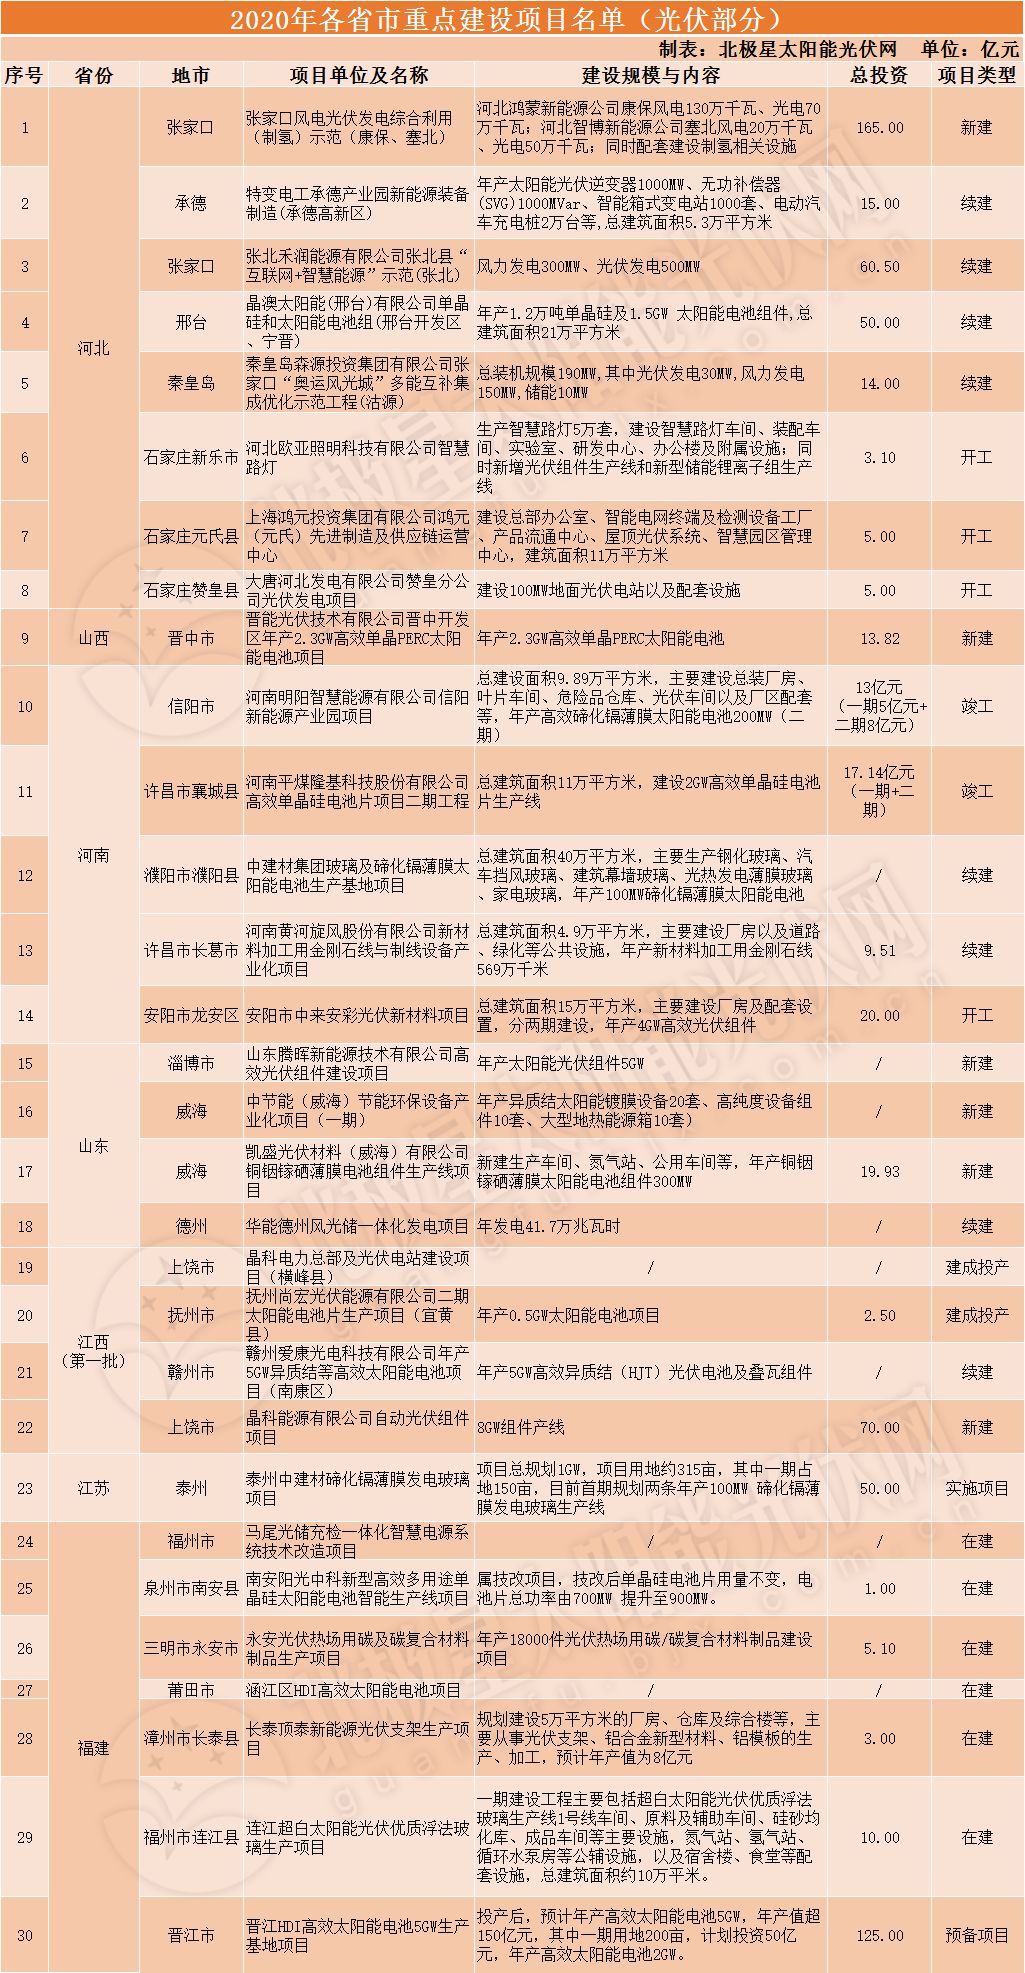 2020年各省市重点建设项目名单（光伏部分）
制表：北极星太阳能光伏网　单位：亿元
序号 省份 地市 项目单位及名称 建设规模与内容 总投资 项目类型
河北
1 张家口 张家口风电光伏发电综合利用
（制氢）示范（康保、塞北）
河北鸿蒙新能源公司康保风电130万千瓦、光电70
万千瓦；河北智博新能源公司塞北风电20万千瓦
、光电50万千瓦；同时配套建设制氢相关设施
165.00 新建
2 承德 特变电工承德产业园新能源装备
制造(承德高新区)
年产太阳能光伏逆变器1000MW、无功补偿器
(SVG)1000MVar、智能箱式变电站1000套、电动汽
车充电桩2万台等,总建筑面积5.3万平方米
15.00 续建
3 张家口 张北禾润能源有限公司张北县“
互联网+智慧能源”示范(张北)
风力发电300MW、光伏发电500MW
60.50 续建
4 邢台 晶澳太阳能(邢台)有限公司单晶
硅和太阳能电池组(邢台开发区
、宁晋)
年产1.2万吨单晶硅及1.5GW 太阳能电池组件,总
建筑面积21万平方米
50.00 续建
5 秦皇岛 秦皇岛森源投资集团有限公司张
家口“奥运风光城”多能互补集
成优化示范工程(沽源)
总装机规模190MW,其中光伏发电30MW,风力发电
150MW,储能10MW
14.00 续建
6 石家庄新乐市 河北欧亚照明科技有限公司智慧
路灯
生产智慧路灯5万套，建设智慧路灯车间、装配车
间、实验室、研发中心、办公楼及附属设施；同
时新增光伏组件生产线和新型储能锂离子组生产
线
3.10 开工
7 石家庄元氏县 上海鸿元投资集团有限公司鸿元
（元氏）先进制造及供应链运营
中心
建设总部办公室、智能电网终端及检测设备工厂
、产品流通中心、屋顶光伏系统、智慧园区管理
中心，建筑面积11万平方米
5.00 开工
8 石家庄赞皇县 大唐河北发电有限公司赞皇分公
司光伏发电项目
建设100MW地面光伏电站以及配套设施
5.00 开工
山西
9 晋中市 晋能光伏技术有限公司晋中开发
区年产2.3GW高效单晶PERC太阳
能电池项目
年产2.3GW高效单晶PERC太阳能电池
13.82 新建
河南
10 信阳市 河南明阳智慧能源有限公司信阳
新能源产业园项目
总建设面积9.89万平方米，主要建设总装厂房、
叶片车间、危险品仓库、光伏车间以及厂区配套
等，年产高效碲化镉薄膜太阳能电池200MW（二
期）
13亿元
（一期5亿元+
二期8亿元）
竣工
11 许昌市襄城县 河南平煤隆基科技股份有限公司
高效单晶硅电池片项目二期工程
总建筑面积11万平方米，建设2GW高效单晶硅电池
片生产线
17.14亿元
（一期+二
期）
竣工
12 濮阳市濮阳县 中建材集团玻璃及碲化镉薄膜太
阳能电池生产基地项目
总建筑面积40万平方米，主要生产钢化玻璃、汽
车挡风玻璃、建筑幕墙玻璃、光热发电薄膜玻璃
、家电玻璃，年产100MW碲化镉薄膜太阳能电池
/ 续建
13 许昌市长葛市 河南黄河旋风股份有限公司新材
料加工用金刚石线与制线设备产
业化项目
总建筑面积4.9万平方米，主要建设厂房以及道路
、绿化等公共设施，年产新材料加工用金刚石线
569万千米
9.51 续建
14 安阳市龙安区 安阳市中来安彩光伏新材料项目
总建筑面积15万平方米，主要建设厂房及配套设
置，分两期建设，年产4GW高效光伏组件
20.00 开工
山东
15 淄博市 山东腾晖新能源技术有限公司高
效光伏组件建设项目
年产太阳能光伏组件5GW
/ 新建
16 威海 中节能（威海）节能环保设备产
业化项目（一期）
年产异质结太阳能镀膜设备20套、高纯度设备组
件10套、大型地热能源箱10套）
/ 新建
17 威海 凯盛光伏材料（威海）有限公司
铜铟镓硒薄膜电池组件生产线项
目
新建生产车间、氮气站、公用车间等，年产铜铟
镓硒薄膜太阳能电池组件300MW
19.93 新建
18 德州 华能德州风光储一体化发电项目 年发电41.7万兆瓦时
/ 续建
江西
（第一批）
19 上饶市 晶科电力总部及光伏电站建设项
目（横峰县）
/ / 建成投产
20 抚州市 抚州尚宏光伏能源有限公司二期
太阳能电池片生产项目（宜黄
县）
年产0.5GW太阳能电池项目
2.50 建成投产
21 赣州市 赣州爱康光电科技有限公司年产
5GW异质结等高效太阳能电池项
目（南康区）
年产5GW高效异质结（HJT）光伏电池及叠瓦组件
/ 续建
22 上饶市 晶科能源有限公司自动光伏组件
项目
8GW组件产线
70.00 新建
江苏
23 泰州 泰州中建材碲化镉薄膜发电玻璃
项目
项目总规划1GW，项目用地约315亩，其中一期占
地150亩，目前首期规划两条年产100MW 碲化镉薄
膜发电玻璃生产线
50.00 实施项目
福建
24 福州市 马尾光储充检一体化智慧电源系
统技术改造项目
/ / 在建
25 泉州市南安县 南安阳光中科新型高效多用途单
晶硅太阳能电池智能生产线项目
属技改项目，技改后单晶硅电池片用量不变，电
池片总功率由700MW 提升至900MW。
1.00 在建
26 三明市永安市 永安光伏热场用碳及碳复合材料
制品生产项目
年产18000件光伏热场用碳/碳复合材料制品建设
项目
5.10 在建
27 莆田市 涵江区HDI高效太阳能电池项目 / / 在建
28 漳州市长泰县 长泰顶泰新能源光伏支架生产项
目
规划建设5万平方米的厂房、仓库及综合楼等，主
要从事光伏支架、铝合金新型材料、铝模板的生
产、加工，预计年产值为8亿元
3.00 在建
29 福州市连江县 连江超白太阳能光伏优质浮法玻
璃生产项目
一期建设工程主要包括超白太阳能光伏优质浮法
玻璃生产线1号线车间、原料及辅助车间、硅砂均
化库、成品车间等主要设施，氮气站、氢气站、
循环水泵房等公辅设施，以及宿舍楼、食堂等配
套设施，总建筑面积约10万平米。
10.00 在建
30 晋江市 晋江HDI高效太阳能电池5GW生产
基地项目
投产后，预计年产高效太阳能电池5GW，年产值超
150亿元，其中一期用地200亩，计划投资50亿
元，年产高效太阳能电池2GW。
125.00 预备项目